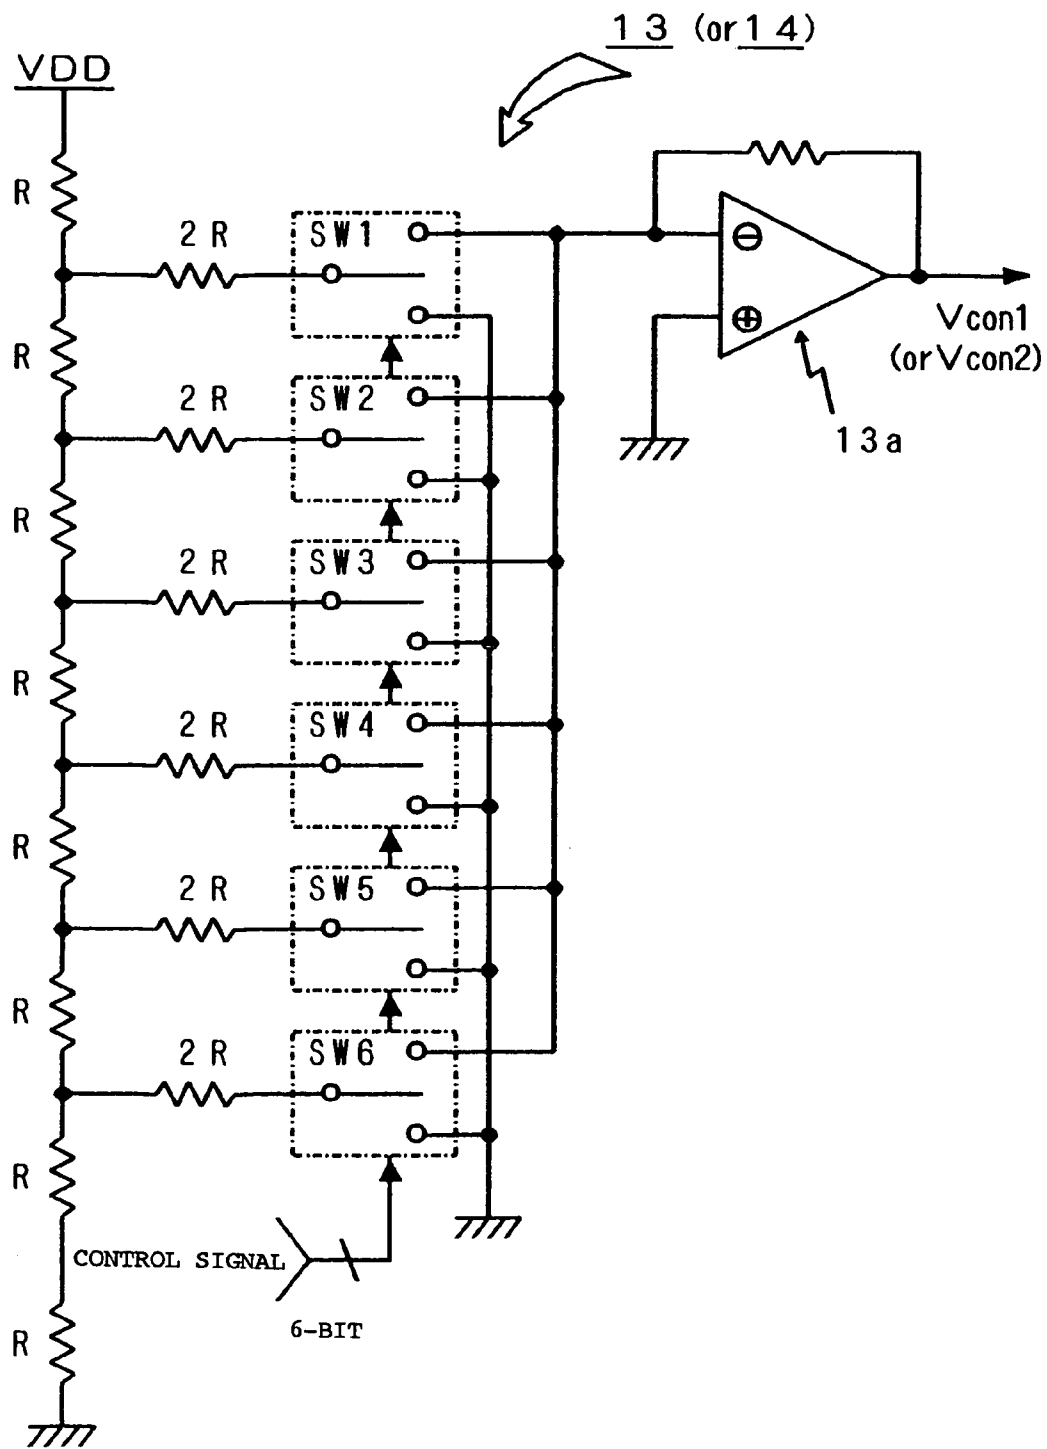 13 (or 14)
VDD
R
2R
SW1
Vcon1
(or Vcon2)
R
2R
SW2
13a
R
2R
SW3
R
2R
SW4
R
2R
SW5
R
2R
SW6
R
CONTROL SIGNAL
6-BIT
R